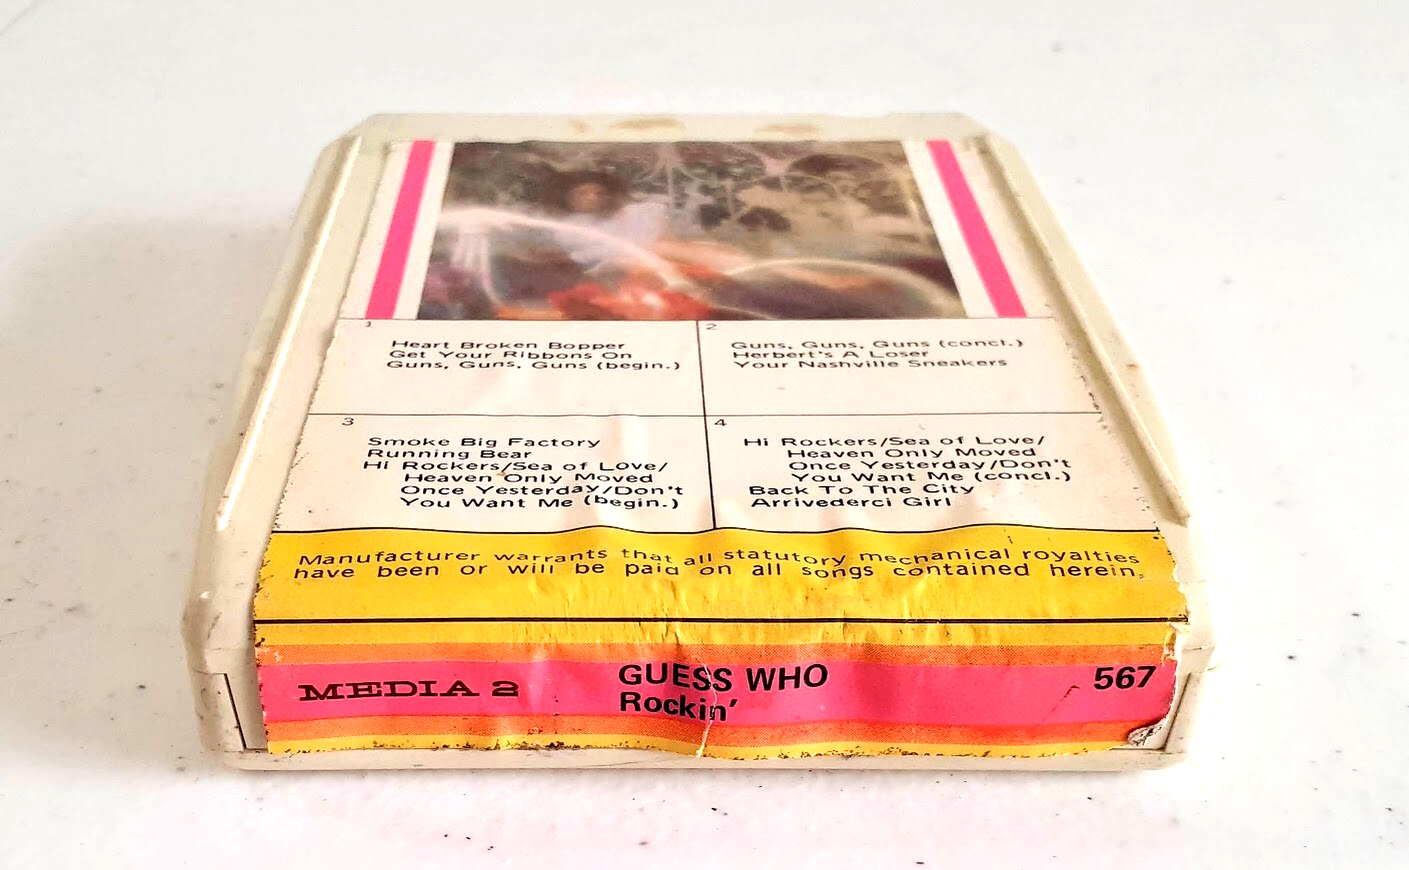 1
Heart Broken Bopper
Get Your Ribbons On
Guns, Guns, Guns (begin.)
2
Guns, Guns, Guns (concl.)
Herbert's A Loser
Your Nashville Sneakers
3
Smoke Big Factory
Running Bear
Hi Rockers/Sea of Love/
Heaven Only Moved
Once Yesterday/Don't
You Want Me (begin.)
4
Hi Rockers/Sea of Love/
Heaven Only Moved
Once Yesterday/Don't
You Want Me (concl.)
Back To The City
Arrivederci Girl
Manufacturer warrants that all statutory mechanical royalties
have been or will be paid on all songs contained herein.
MEDIA 2
GUESS WHO
Rockin'
567